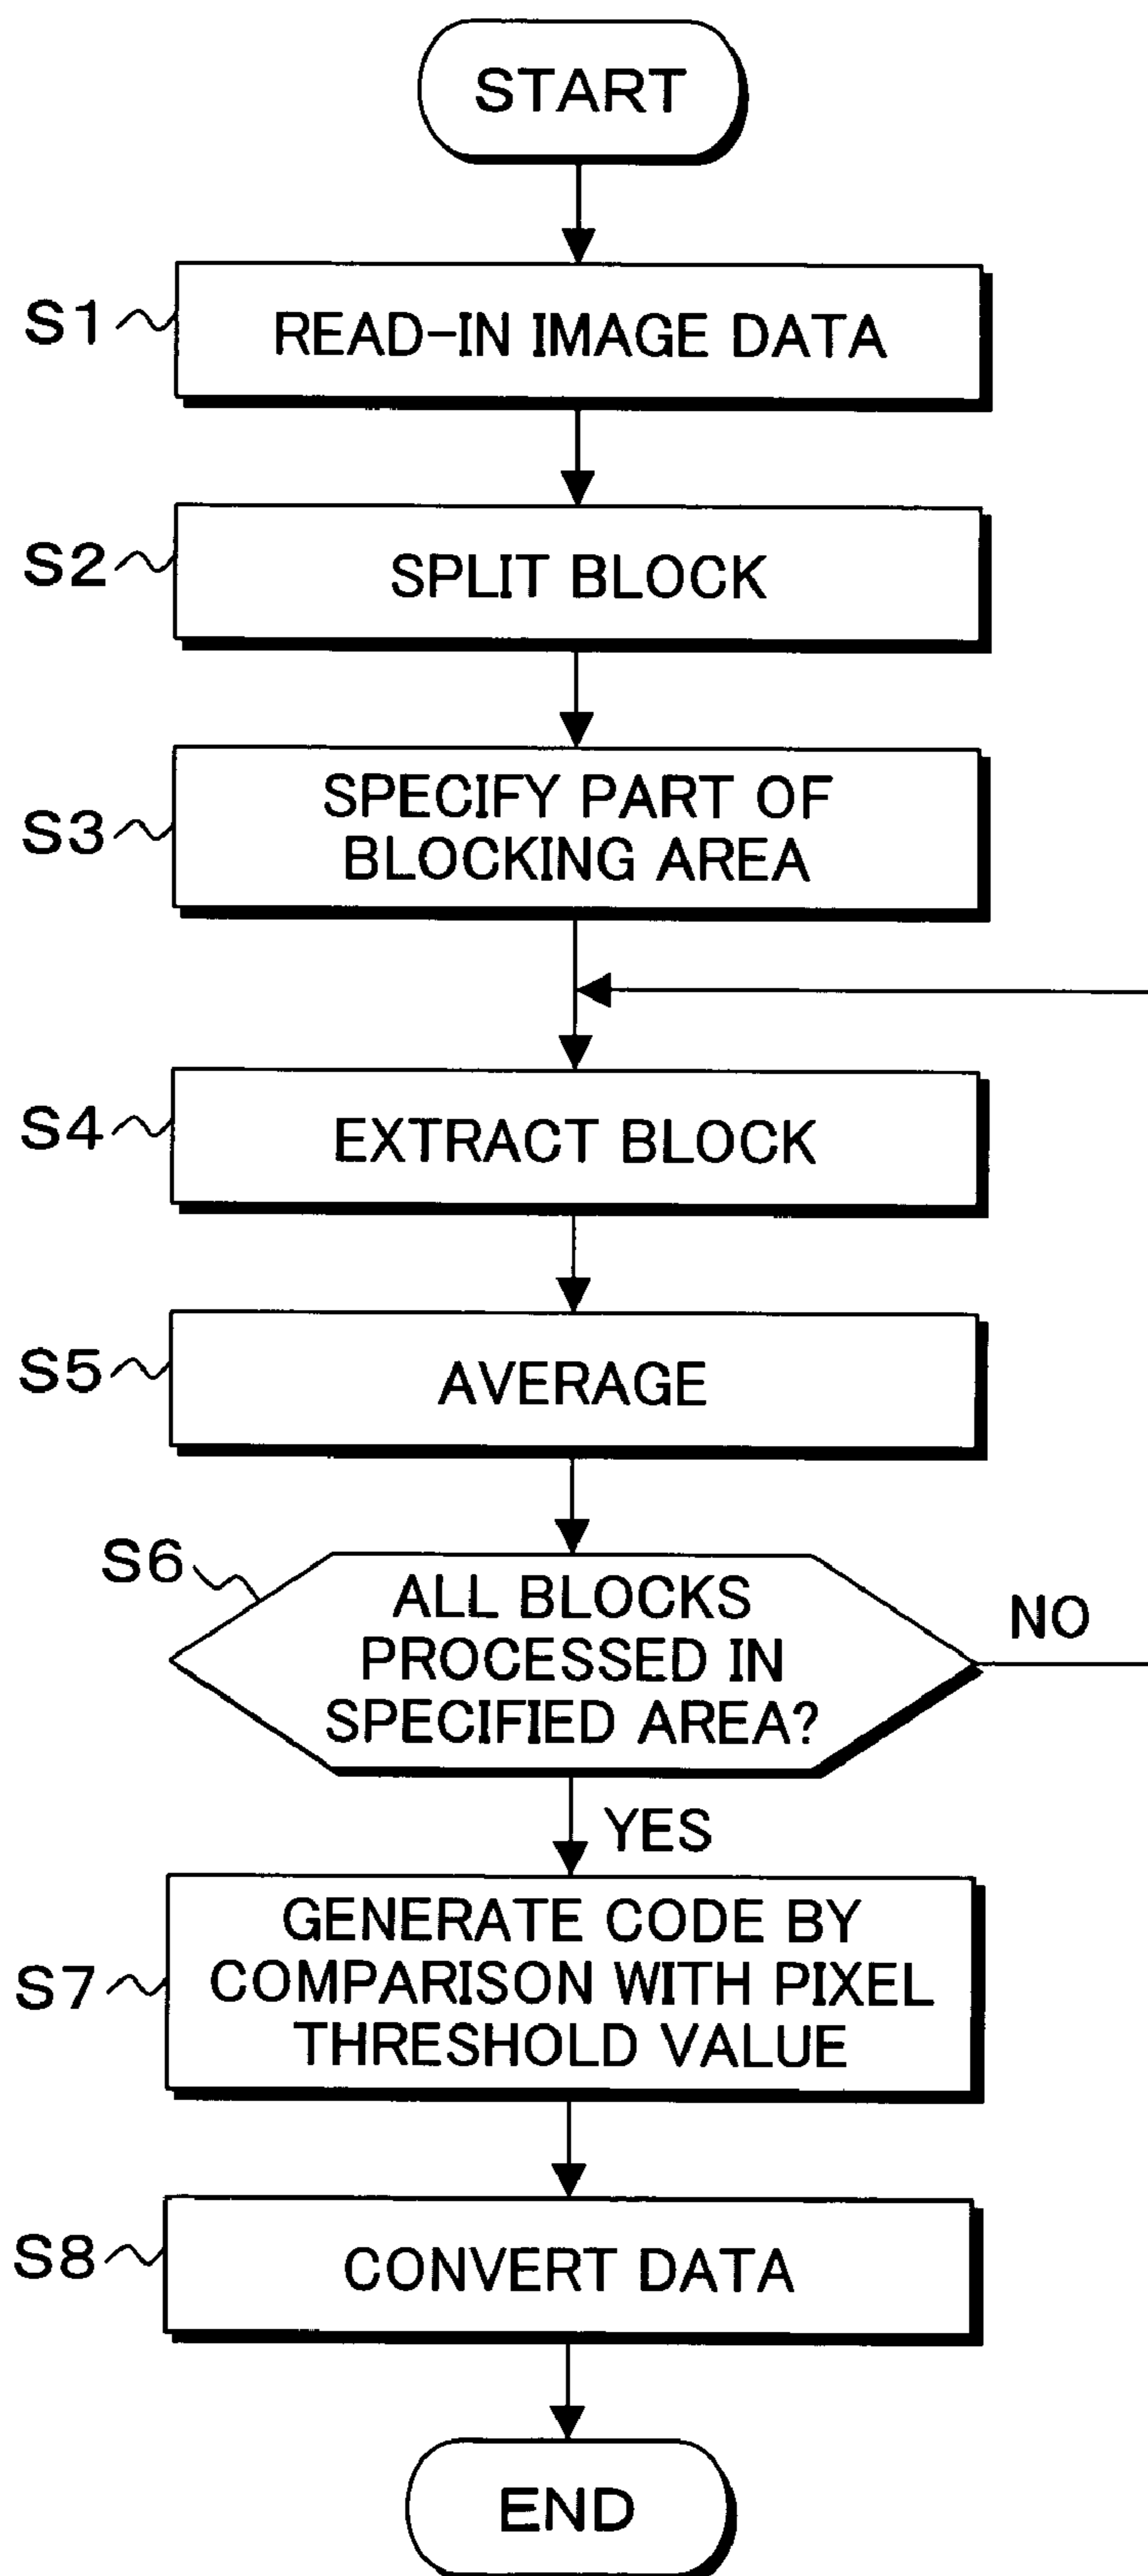 START
S1
READ-IN IMAGE DATA
S2
SPLIT BLOCK
S3
SPECIFY PART OF
BLOCKING AREA
S4
EXTRACT BLOCK
S5
AVERAGE
S6
ALL BLOCKS
PROCESSED IN
SPECIFIED AREA?
NO
YES
S7
GENERATE CODE BY
COMPARISON WITH PIXEL
THRESHOLD VALUE
S8
CONVERT DATA
END